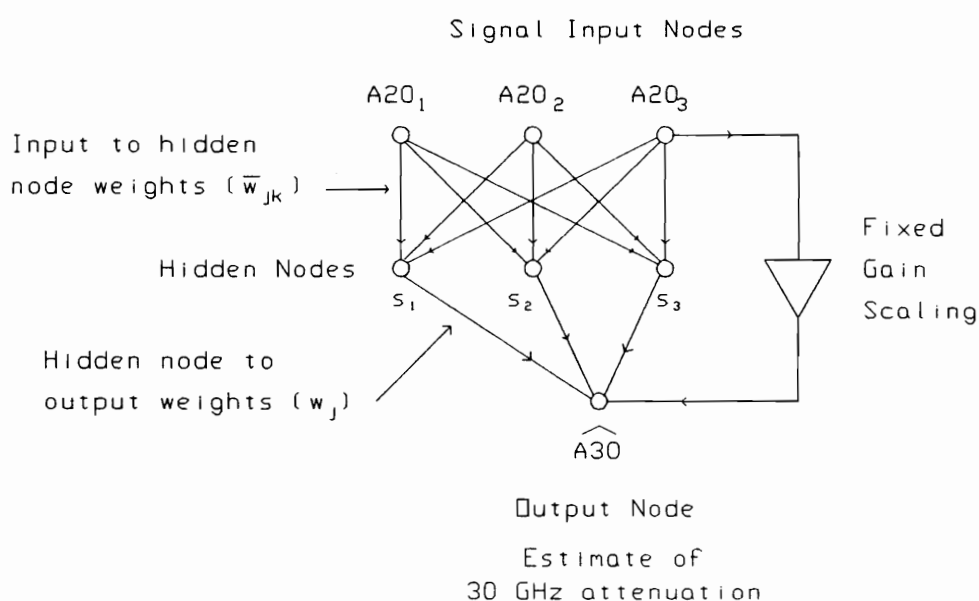 Signal Input Nodes
A20₁ A20₂ A20₃
Input to hidden
node weights (w̅ⱼₖ)
Fixed
Gain
Scaling
Hidden Nodes
S₁ S₂ S₃
Hidden node to
output weights (wⱼ)
A30
Output Node
Estimate of
30 GHz attenuation